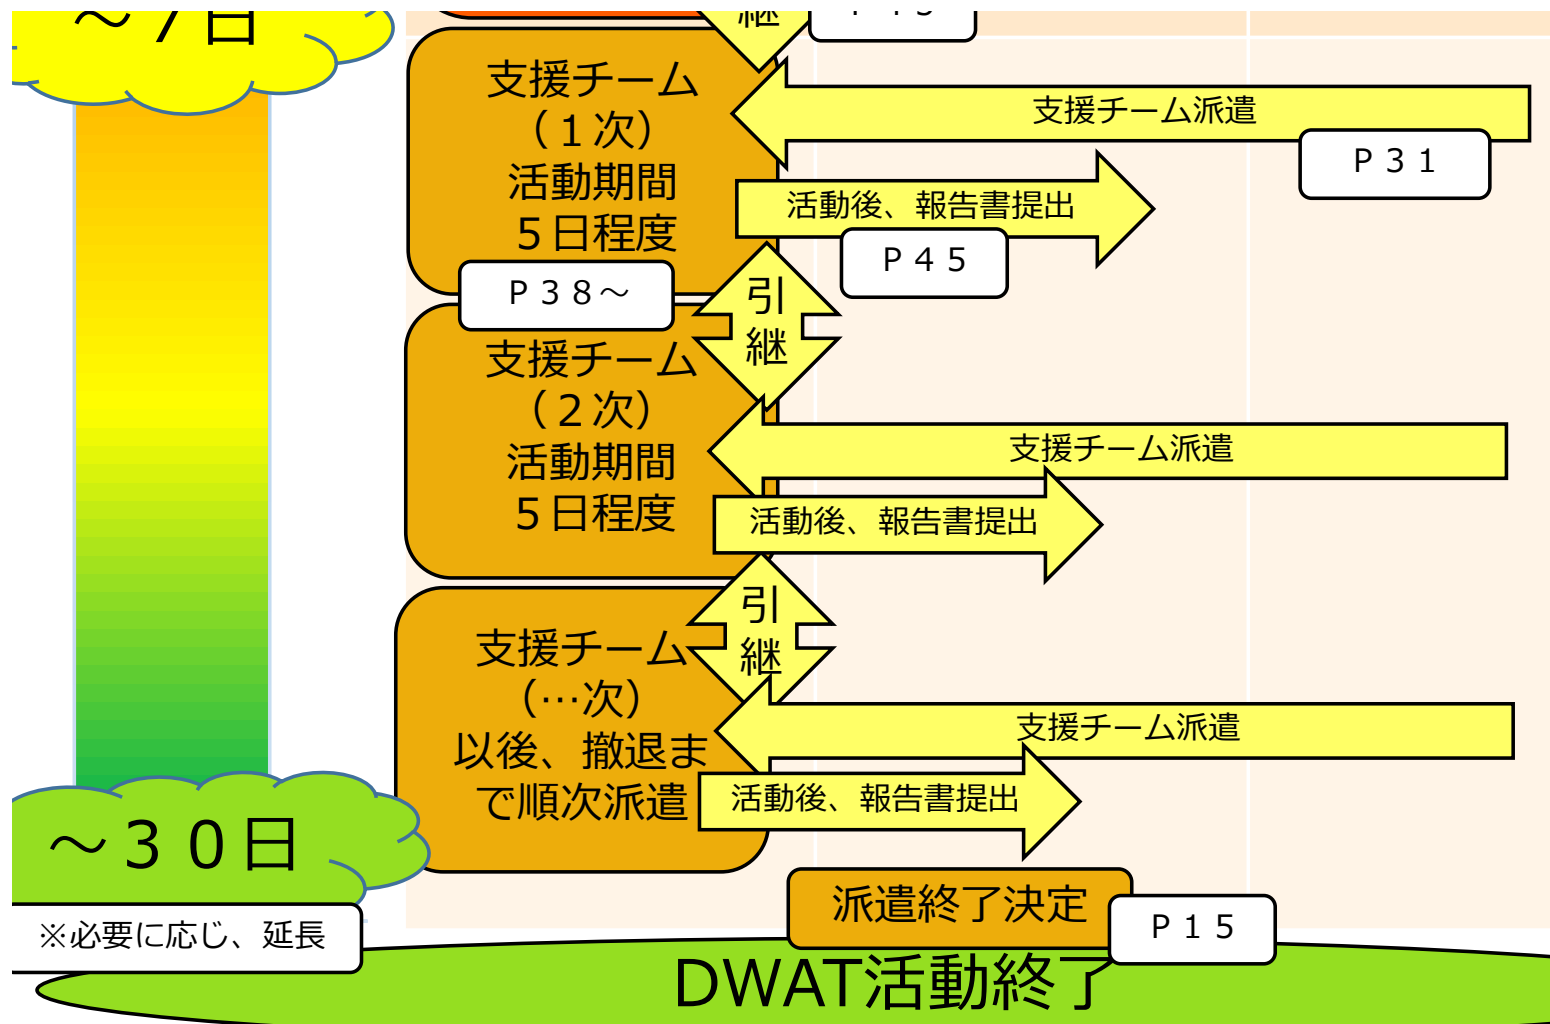 ～7日
継
支援チーム
（１次）
活動期間
５日程度
支援チーム派遣
Ｐ３１
活動後、報告書提出
Ｐ４５
Ｐ３８～
引
継
支援チーム
（２次）
活動期間
５日程度
支援チーム派遣
活動後、報告書提出
引
継
支援チーム
（…次）
以後、撤退ま
で順次派遣
支援チーム派遣
活動後、報告書提出
～３０日
※必要に応じ、延長
派遣終了決定
Ｐ１５
DWAT活動終了